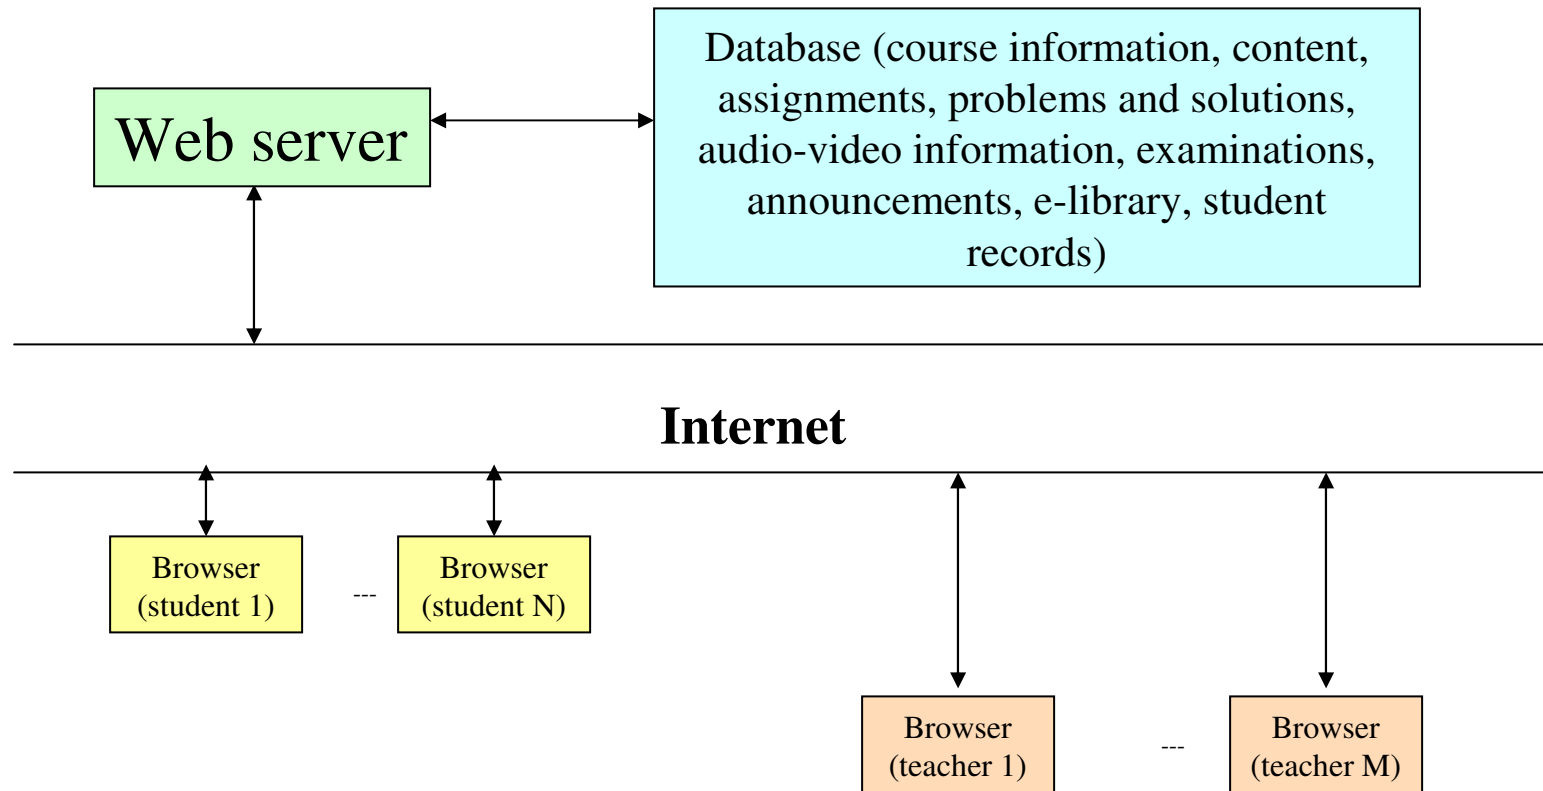 Database (course information, content,
assignments, problems and solutions,
audio-video information, examinations,
announcements, e-library, student
records)
Web server
Internet
Browser
(student 1)
---
Browser
(student N)
Browser
(teacher 1)
---
Browser
(teacher M)